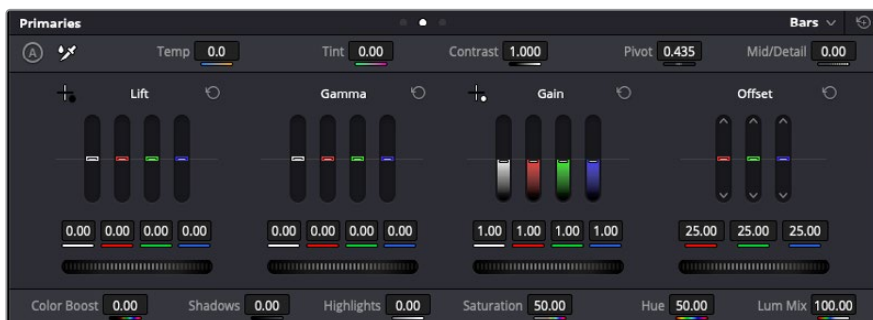 Primaries Bars
A Temp 0.0 Tint 0.00 Contrast 1.000 Pivot 0.435 Mid/Detail 0.00
Lift Gamma Gain Offset
0.00 0.00 0.00 0.00 0.00 0.00 0.00 0.00 1.00 1.00 1.00 1.00 25.00 25.00 25.00
Color Boost 0.00 Shadows 0.00 Highlights 0.00 Saturation 50.00 Hue 50.00 Lum Mix 100.00